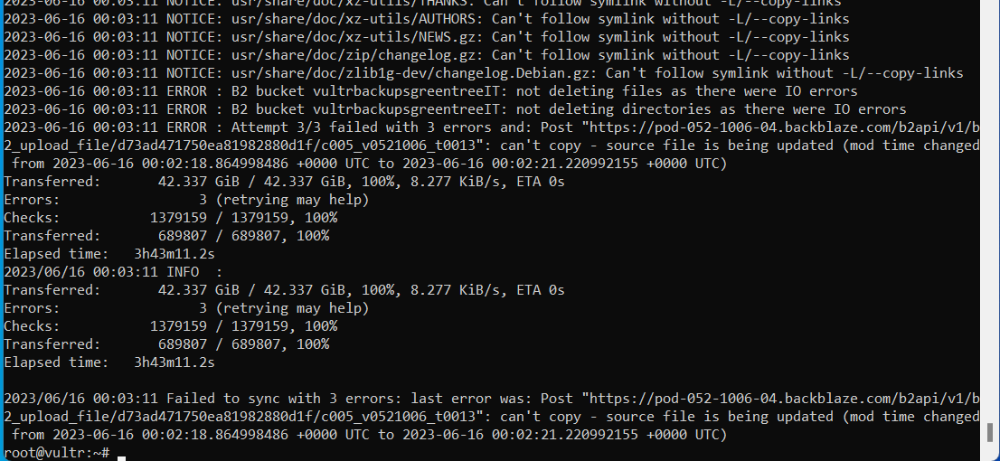 2023-06-16 00:03:11 NOTICE: usr/share/doc/xz-utils/THANKS: Can't follow symlink without -L/--copy-links
2023-06-16 00:03:11 NOTICE: usr/share/doc/xz-utils/AUTHORS: Can't follow symlink without -L/--copy-links
2023-06-16 00:03:11 NOTICE: usr/share/doc/xz-utils/NEWS.gz: Can't follow symlink without -L/--copy-links
2023-06-16 00:03:11 NOTICE: usr/share/doc/zip/changelog.gz: Can't follow symlink without -L/--copy-links
2023-06-16 00:03:11 NOTICE: usr/share/doc/zlib1g-dev/changelog.Debian.gz: Can't follow symlink without -L/--copy-links
2023-06-16 00:03:11 ERROR : B2 bucket vultrbackupsgreentreeIT: not deleting files as there were IO errors
2023-06-16 00:03:11 ERROR : B2 bucket vultrbackupsgreentreeIT: not deleting directories as there were IO errors
2023-06-16 00:03:11 ERROR : Attempt 3/3 failed with 3 errors and: Post "https://pod-052-1006-04.backblaze.com/b2api/v1/b
2_upload_file/d73ad471750ea81982880d1f/c005_v0521006_t0013": can't copy - source file is being updated (mod time changed
 from 2023-06-16 00:02:18.864998486 +0000 UTC to 2023-06-16 00:02:21.220992155 +0000 UTC)
Transferred:       42.337 GiB / 42.337 GiB, 100%, 8.277 KiB/s, ETA 0s
Errors:                 3 (retrying may help)
Checks:           1379159 / 1379159, 100%
Transferred:       689807 / 689807, 100%
Elapsed time:   3h43m11.2s
2023/06/16 00:03:11 INFO  :
Transferred:       42.337 GiB / 42.337 GiB, 100%, 8.277 KiB/s, ETA 0s
Errors:                 3 (retrying may help)
Checks:           1379159 / 1379159, 100%
Transferred:       689807 / 689807, 100%
Elapsed time:   3h43m11.2s
2023/06/16 00:03:11 Failed to sync with 3 errors: last error was: Post "https://pod-052-1006-04.backblaze.com/b2api/v1/b
2_upload_file/d73ad471750ea81982880d1f/c005_v0521006_t0013": can't copy - source file is being updated (mod time changed
 from 2023-06-16 00:02:18.864998486 +0000 UTC to 2023-06-16 00:02:21.220992155 +0000 UTC)
root@vultr:~#